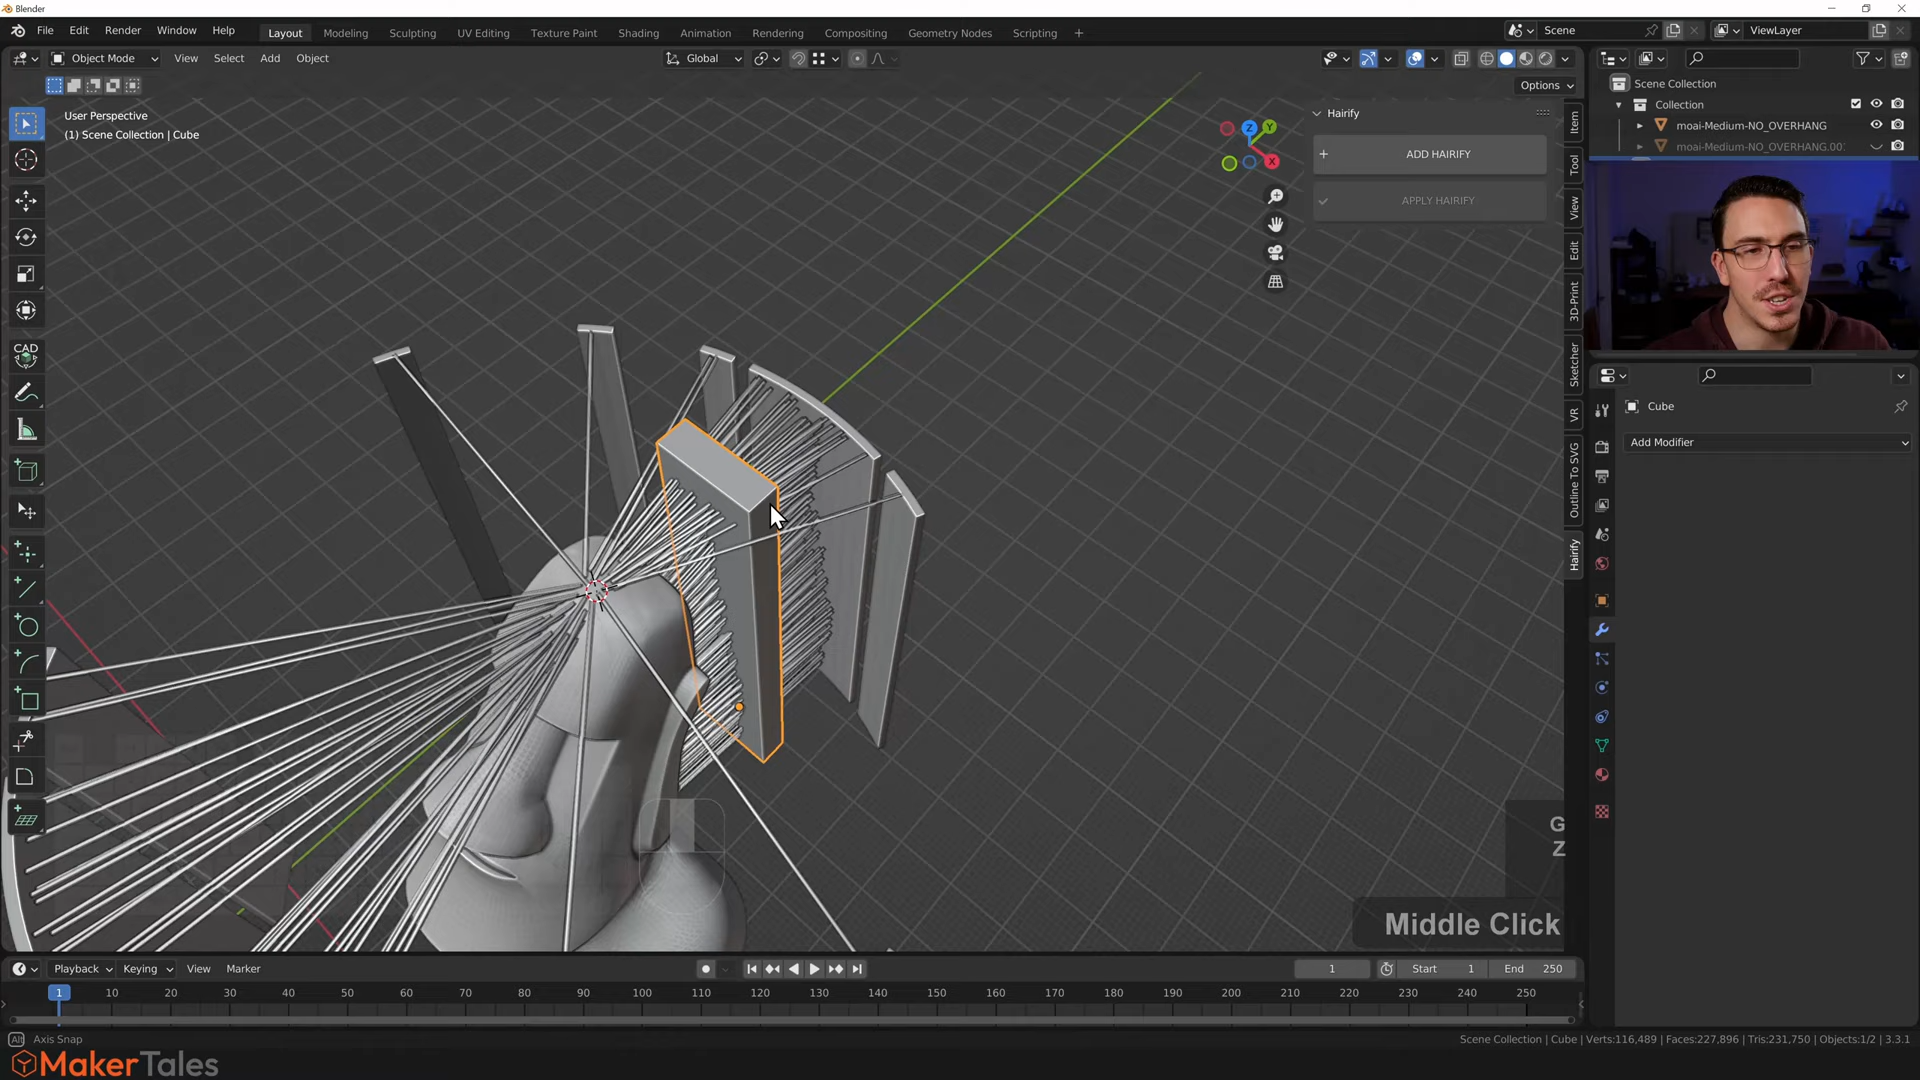 Blender
File Edit Render Window Help
Layout Modeling Sculpting UV Editing Texture Paint Shading Animation Rendering Compositing Geometry Nodes Scripting +
Scene
ViewLayer
Object Mode View Select Add Object
Global
Options
User Perspective
(1) Scene Collection | Cube
Hairify
ADD HAIRIFY
APPLY HAIRIFY
Z
Y
X
Item
Tool
View
Edit
3D-Print
Sketcher
VR
Outline To SVG
Hairify
CAD
Scene Collection
Collection
moai-Medium-NO_OVERHANG
moai-Medium-NO_OVERHANG.00
Cube
Add Modifier
G
Z
Middle Click
Playback Keying View Marker
1
Start 1
End 250
1 10 20 30 40 50 60 70 80 90 100 110 120 130 140 150 160 170 180 190 200 210 220 230 240 250
Alt Axis Snap
Scene Collection | Cube | Verts:116,489 | Faces:227,896 | Tris:231,750 | Objects:1/2 | 3.3.1
MakerTales